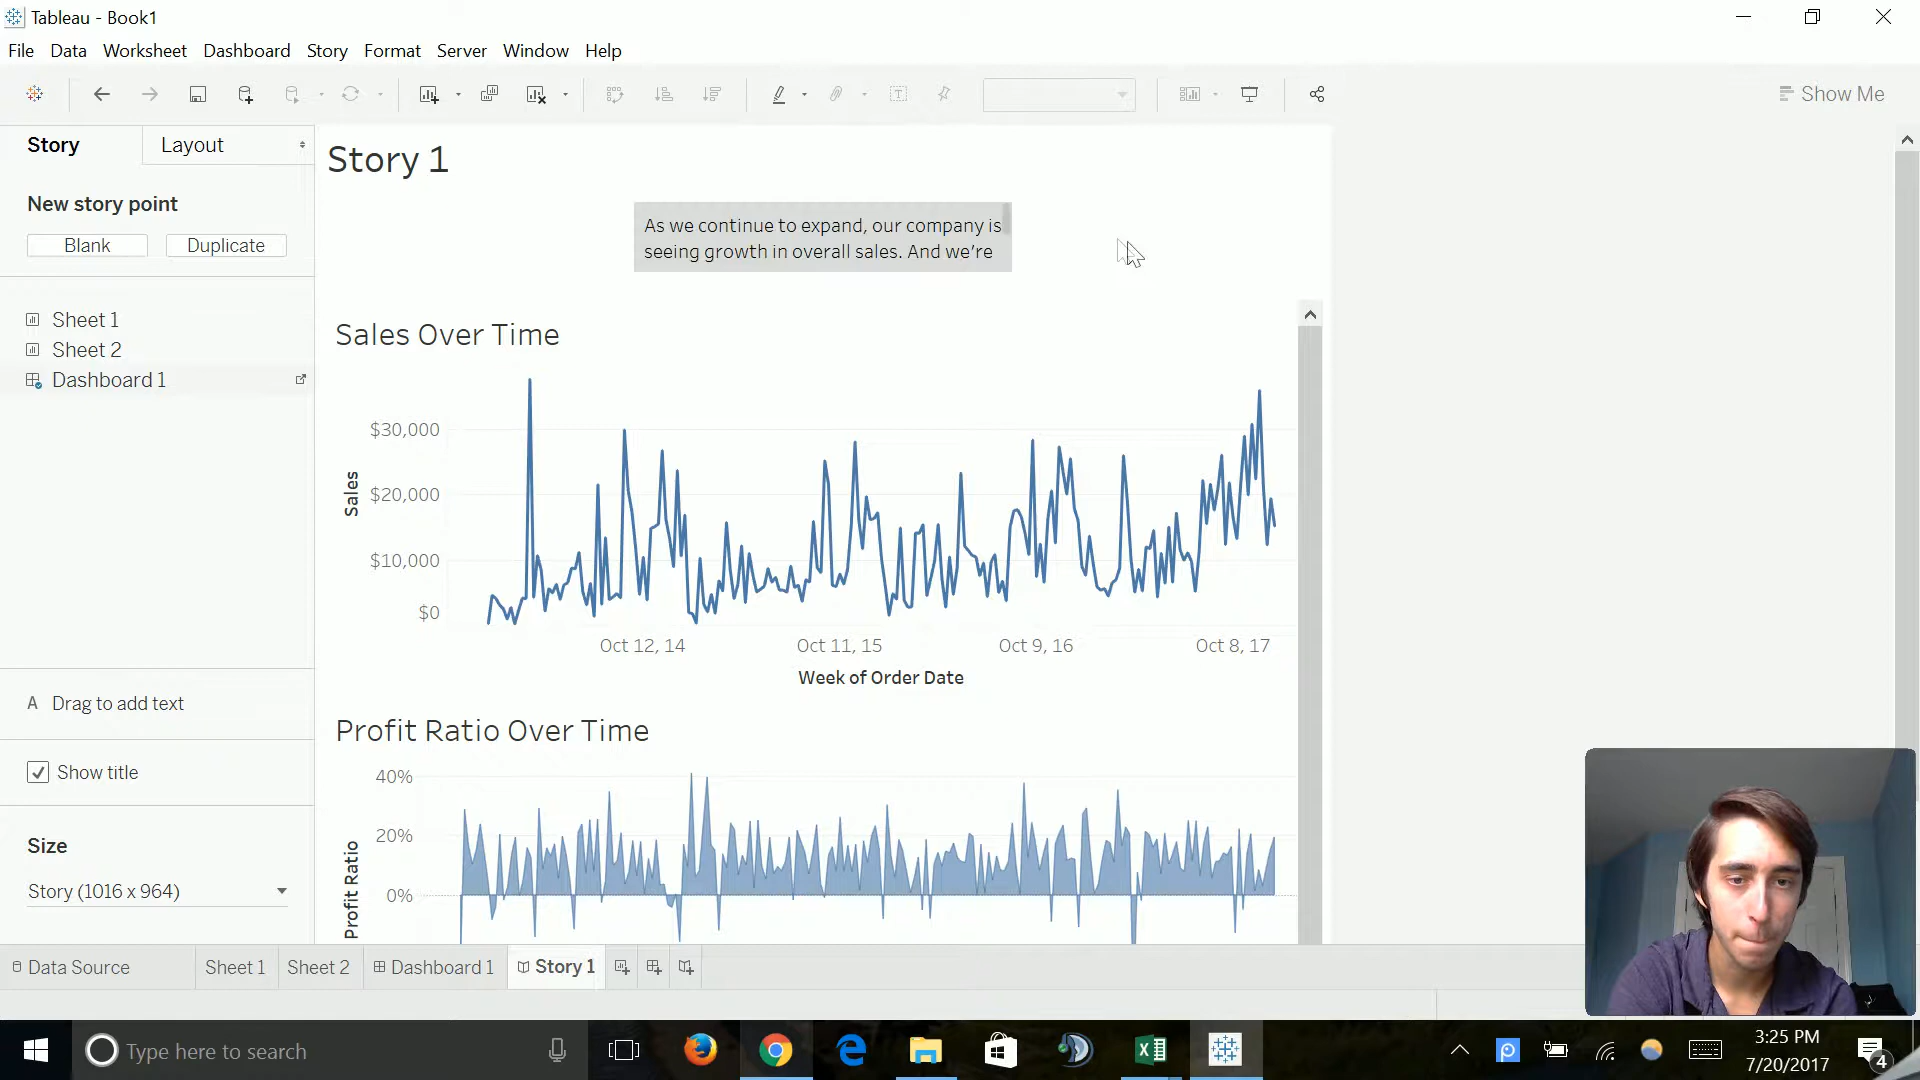 Tableau - Book1
File Data Worksheet Dashboard Story Format Server Window Help
Show Me
Story
Layout
New story point
Blank
Duplicate
Sheet 1
Sheet 2
Dashboard 1
A Drag to add text
Show title
Size
Story (1016 x 964)
Story 1
As we continue to expand, our company is
seeing growth in overall sales. And we’re
Sales Over Time
Sales
$30,000
$20,000
$10,000
$0
Oct 12, 14
Oct 11, 15
Oct 9, 16
Oct 8, 17
Week of Order Date
Profit Ratio Over Time
Profit Ratio
40%
20%
0%
Data Source
Sheet 1
Sheet 2
Dashboard 1
Story 1
Type here to search
3:25 PM
7/20/2017
4